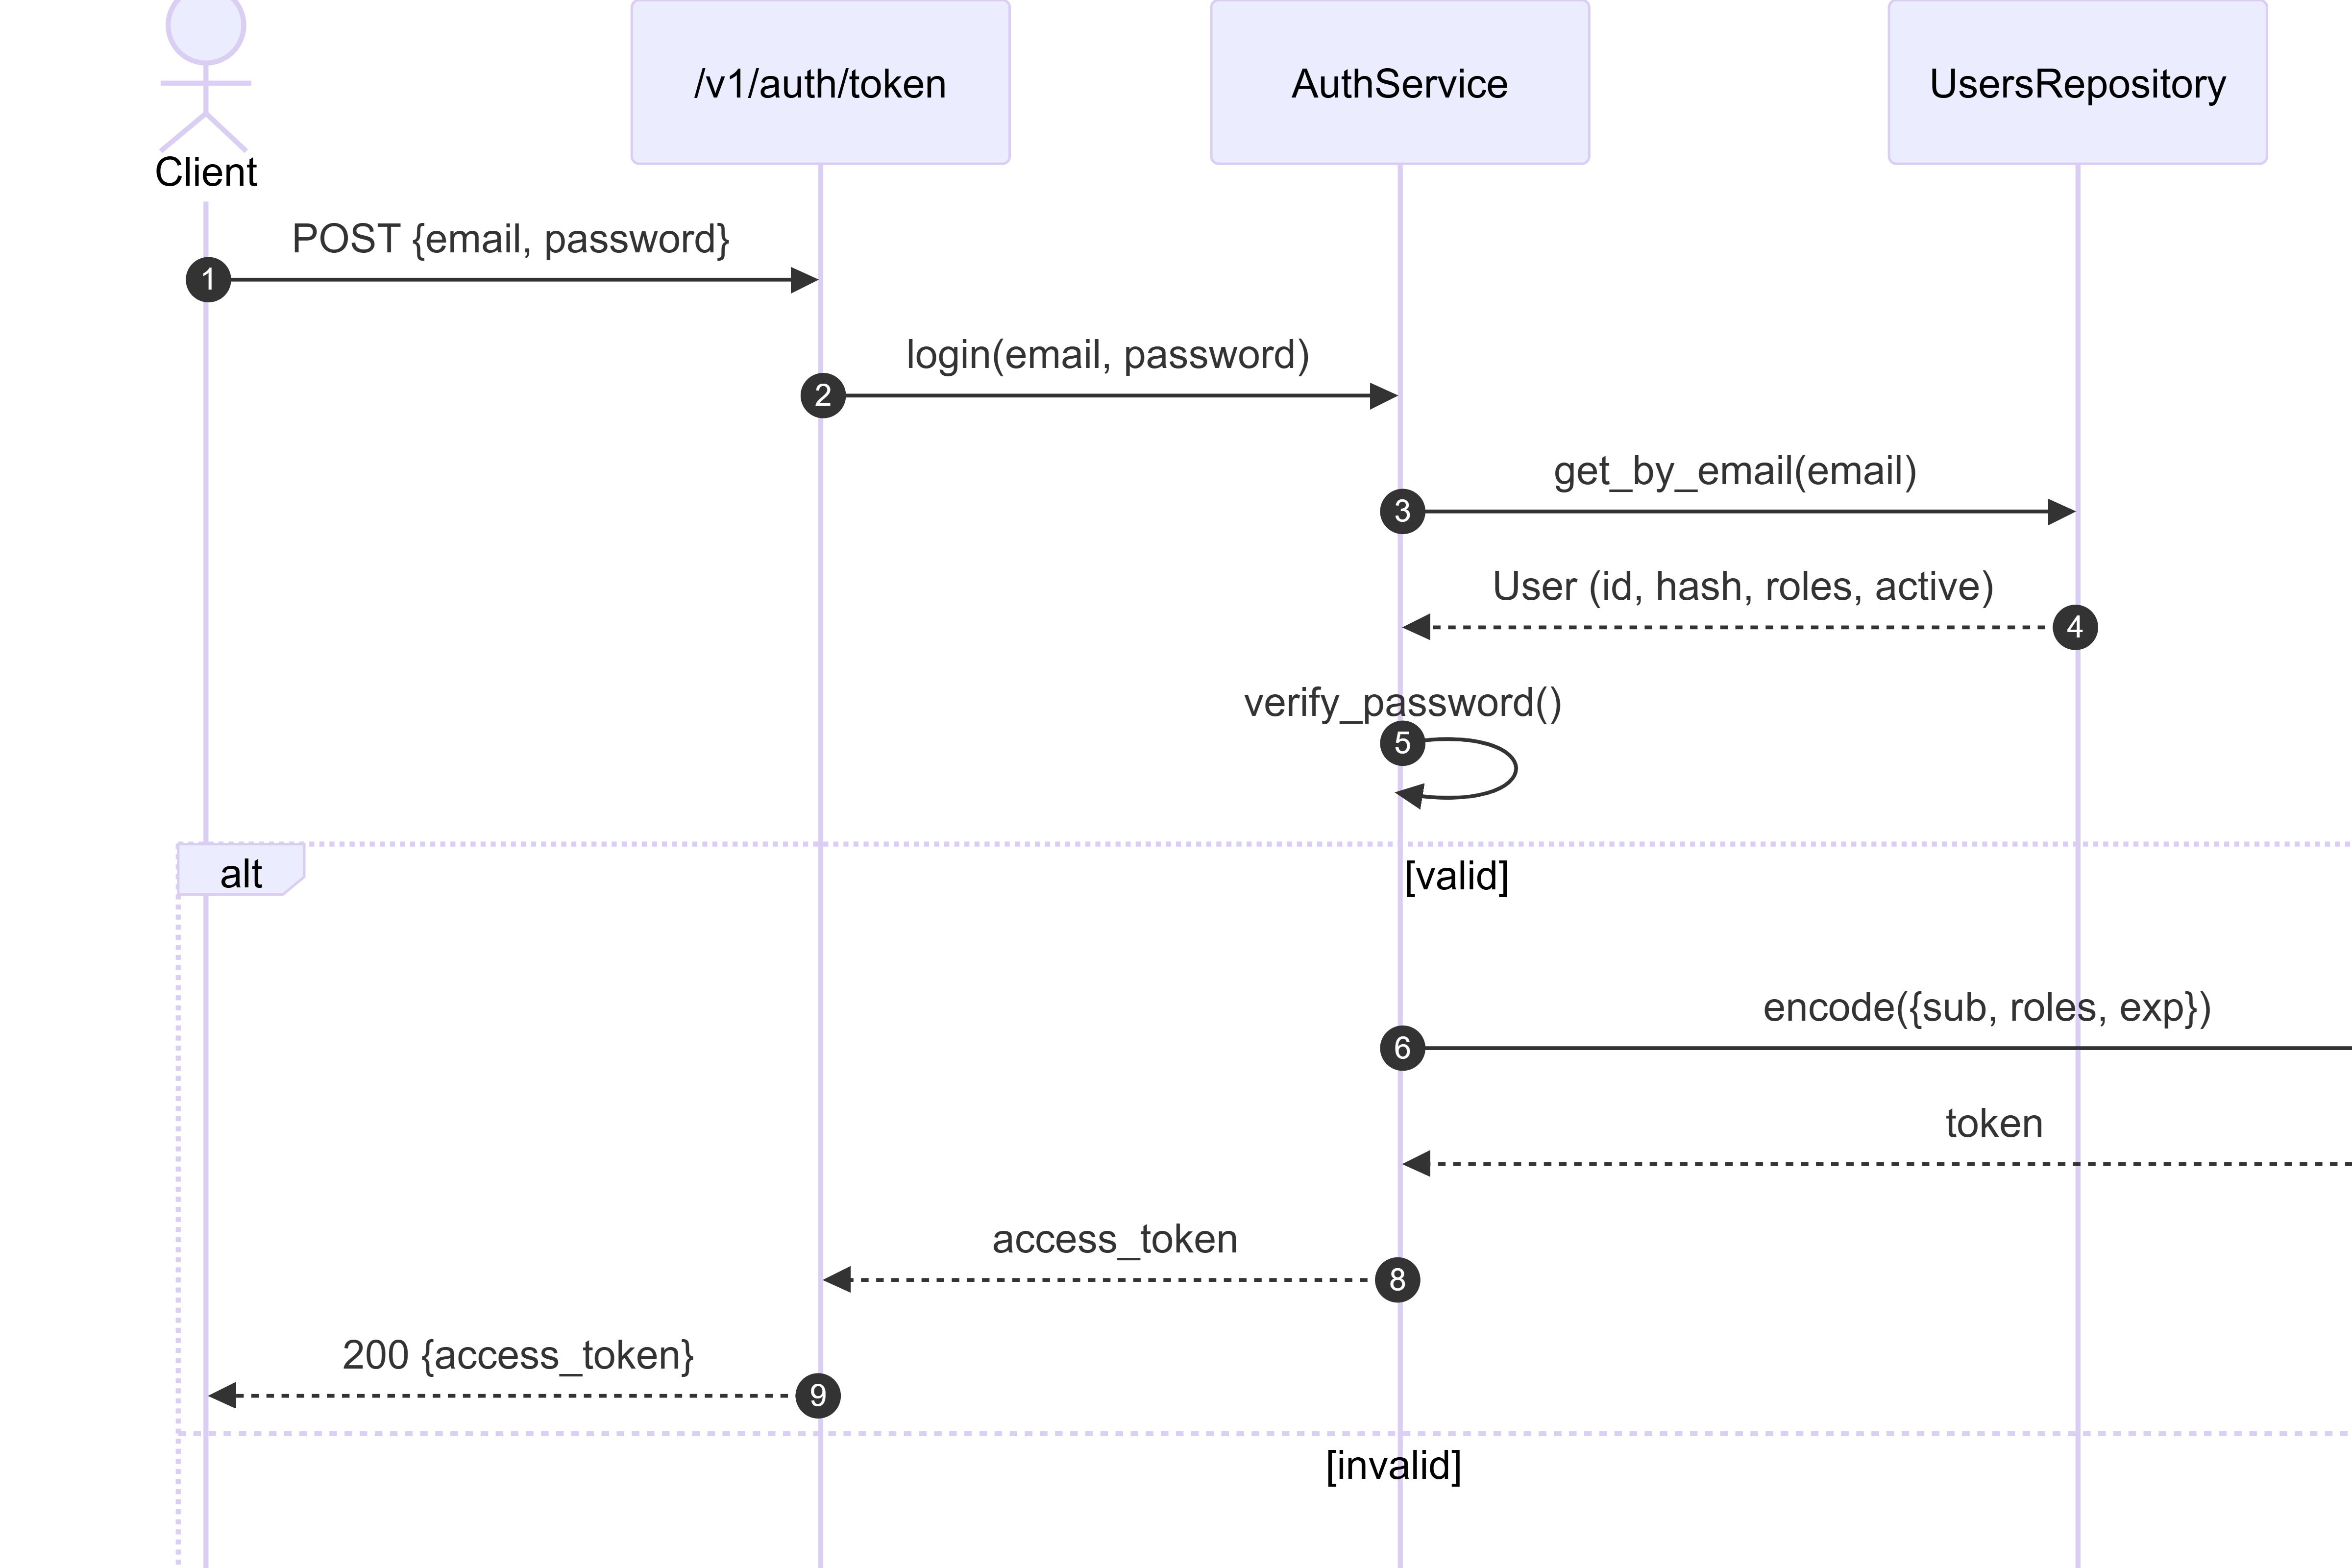 /v1/auth/token
AuthService
UsersRepository
Client
POST {email, password}
1
login(email, password)
2
get_by_email(email)
3
User (id, hash, roles, active)
4
verify_password()
5
alt
[valid]
encode({sub, roles, exp})
6
token
access_token
8
200 {access_token}
9
[invalid]